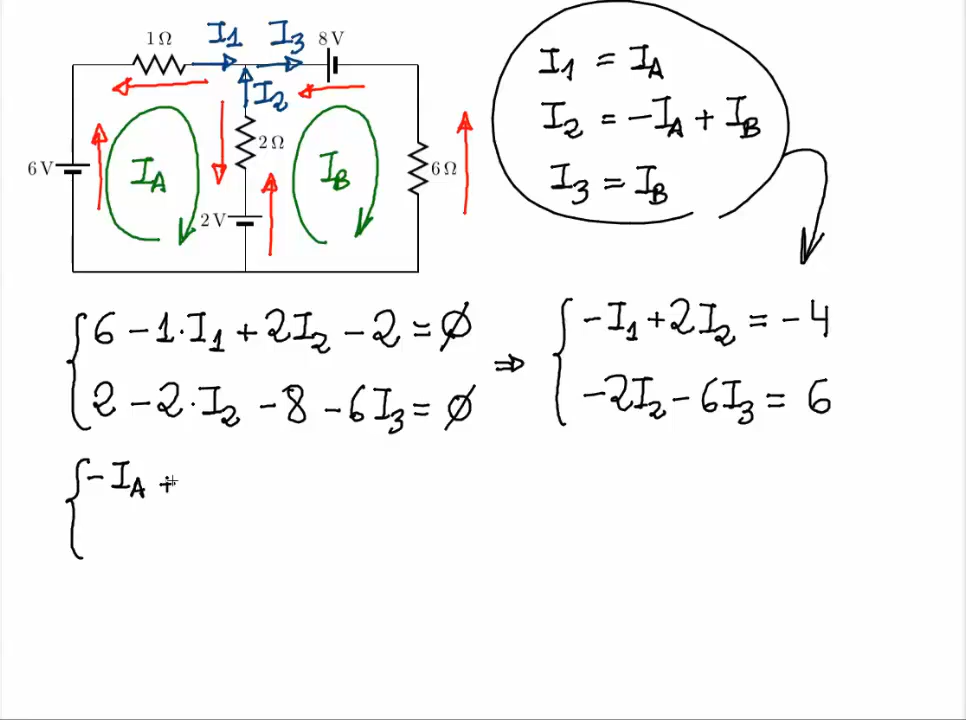 1Ω I1 I3 8V
I2
2Ω
6V IA IB 6Ω
2V
I1 = IA
I2 = -IA + IB
I3 = IB
6 - 1·I1 + 2I2 - 2 = ∅
2 - 2·I2 - 8 - 6I3 = ∅
⇒
-I1 + 2I2 = -4
-2I2 - 6I3 = 6
-IA +